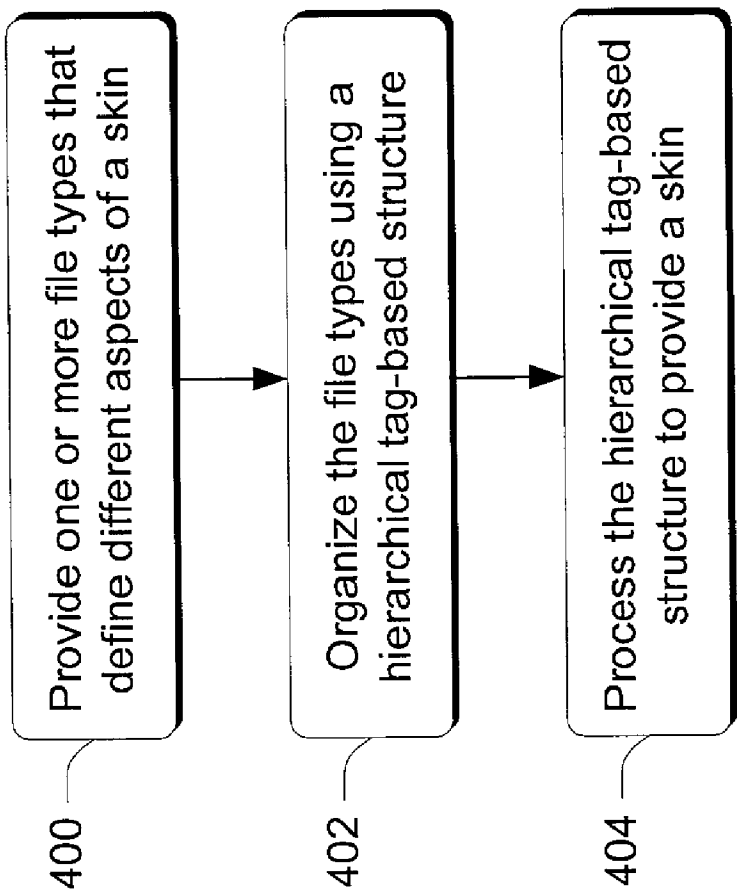 400
Provide one or more file types that
define different aspects of a skin
402
Organize the file types using a
hierarchical tag-based structure
404
Process the hierarchical tag-based
structure to provide a skin